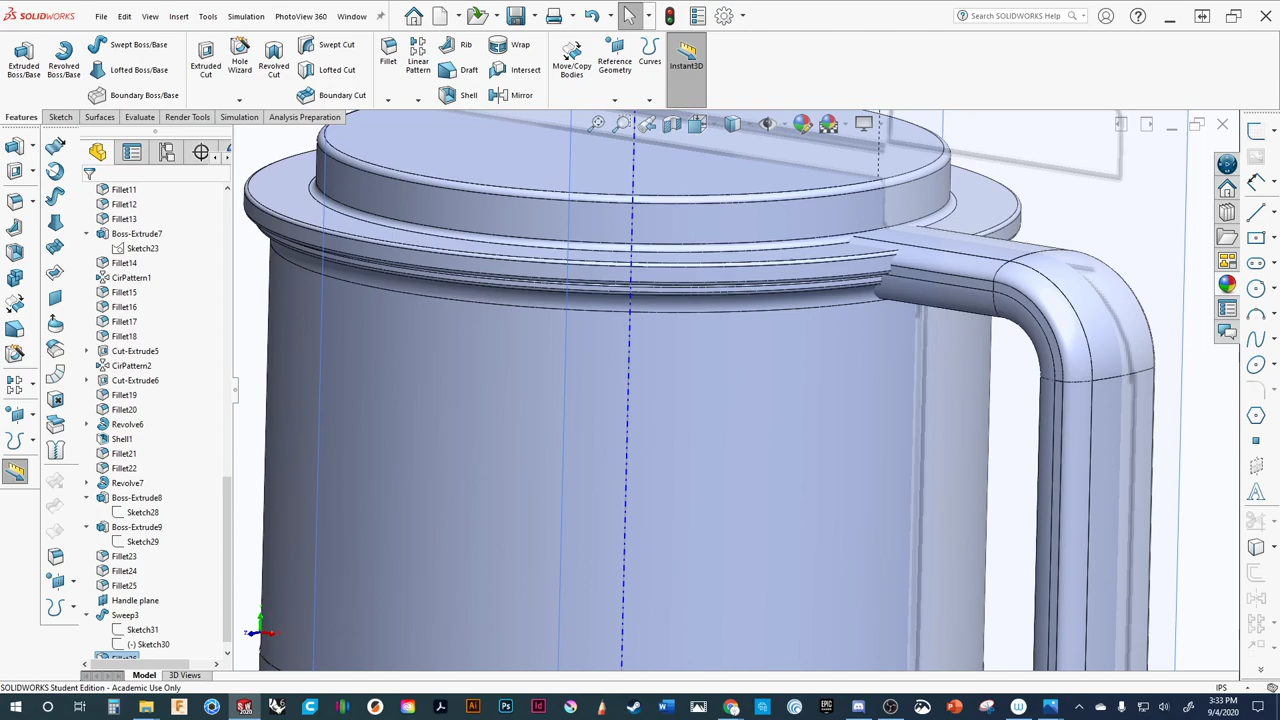 SOLIDWORKS File Edit View Insert Tools Simulation PhotoView 360 Window Search SOLIDWORKS Help
Extruded Boss/Base
Revolved Boss/Base
Swept Boss/Base
Lofted Boss/Base
Boundary Boss/Base
Extruded Cut
Hole Wizard
Revolved Cut
Swept Cut
Lofted Cut
Boundary Cut
Fillet
Linear Pattern
Rib
Draft
Shell
Wrap
Intersect
Mirror
Move/Copy Bodies
Reference Geometry
Curves
Instant3D
Features Sketch Surfaces Evaluate Render Tools Simulation Analysis Preparation
Fillet11
Fillet12
Fillet13
Boss-Extrude7
Sketch23
Fillet14
CirPattern1
Fillet15
Fillet16
Fillet17
Fillet18
Cut-Extrude5
CirPattern2
Cut-Extrude6
Fillet19
Fillet20
Revolve6
Shell1
Fillet21
Fillet22
Revolve7
Boss-Extrude8
Sketch28
Boss-Extrude9
Sketch29
Fillet23
Fillet24
Fillet25
Handle plane
Sweep3
Sketch31
(-) Sketch30
Model 3D Views
SOLIDWORKS Student Edition - Academic Use Only
IPS
3:33 PM
9/4/2020